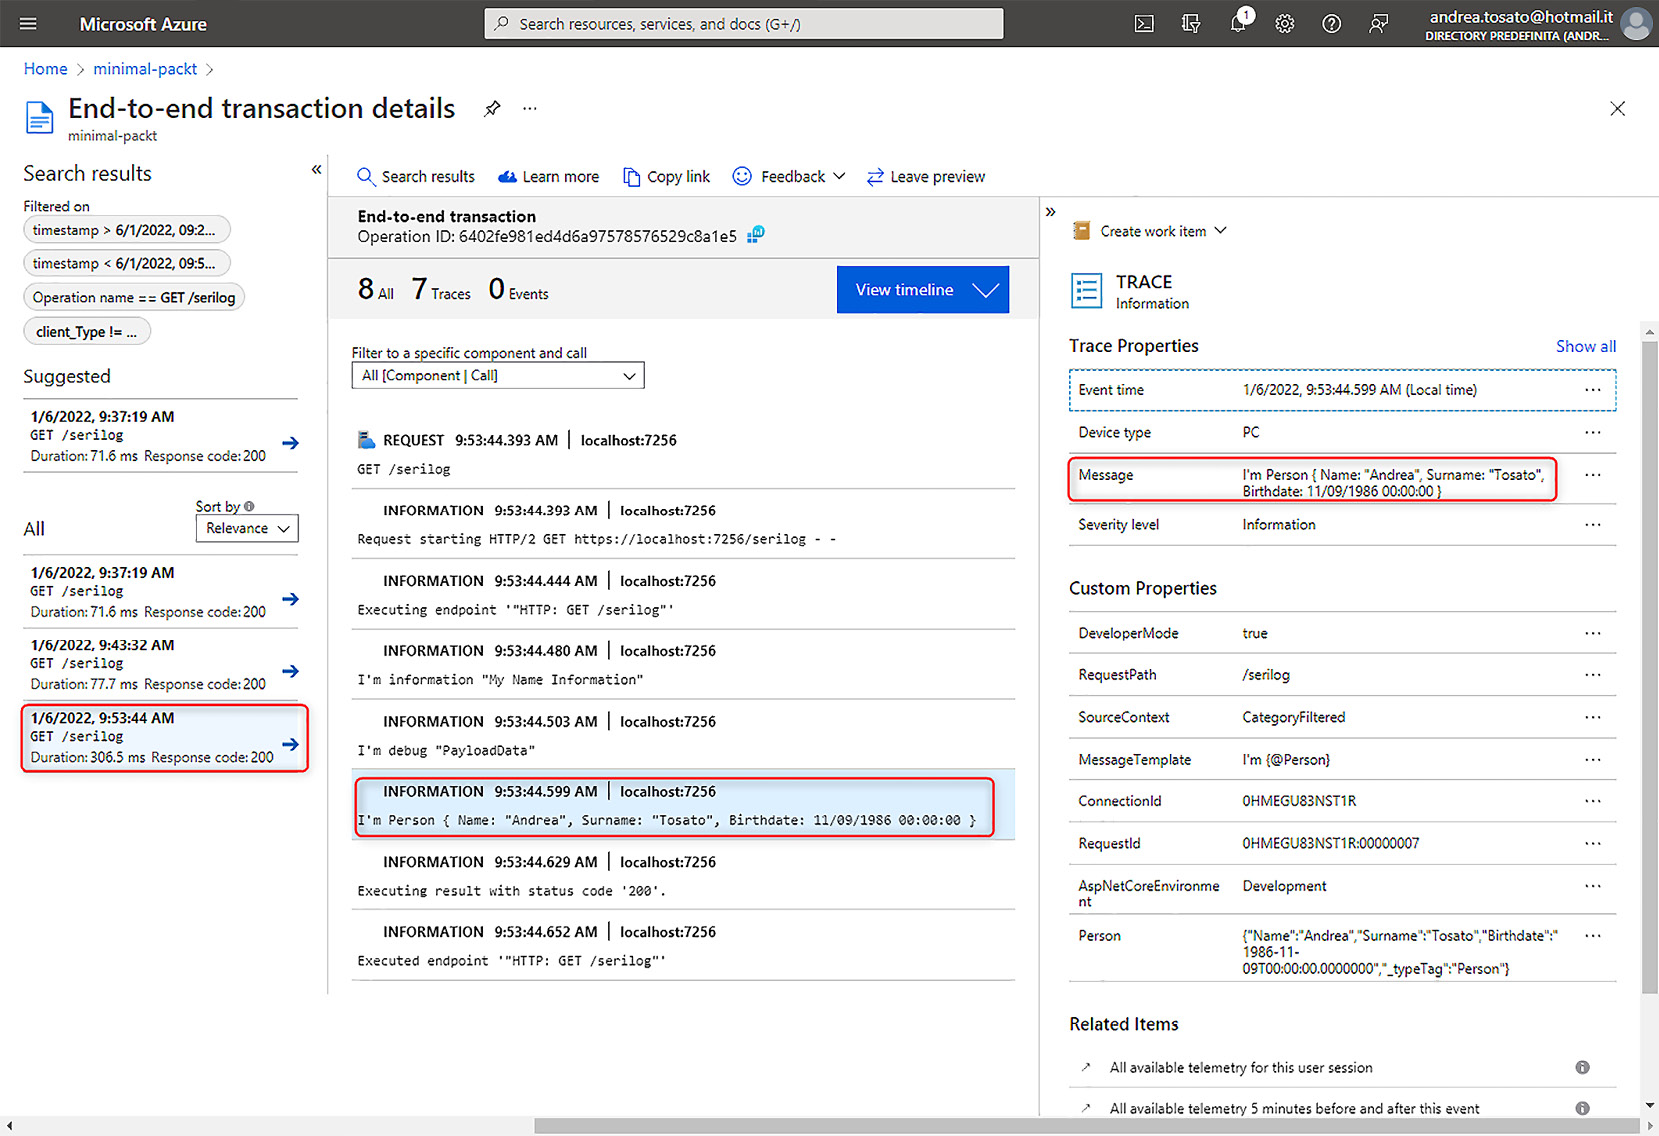 Microsoft Azure
Search resources, services, and docs (G+/)
1
andrea.tosato@hotmail.it
DIRECTORY PREDEFINITA (ANDR...
Home > minimal-packt >
End-to-end transaction details
...
minimal-packt
Search results
«
Filtered on
timestamp > 6/1/2022, 09:2...
timestamp < 6/1/2022, 09:5...
Operation name == GET /serilog
client_Type != ...
Suggested
1/6/2022, 9:37:19 AM
GET /serilog
Duration: 71.6 ms Response code: 200
Sort by
All
Relevance
1/6/2022, 9:37:19 AM
GET /serilog
Duration: 71.6 ms Response code: 200
1/6/2022, 9:43:32 AM
GET /serilog
Duration: 77.7 ms Response code: 200
1/6/2022, 9:53:44 AM
GET /serilog
Duration: 306.5 ms Response code: 200
Search results Learn more Copy link Feedback Leave preview
End-to-end transaction
Operation ID: 6402fe981ed4d6a97578576529c8a1e5
8 All 7 Traces 0 Events
View timeline
Filter to a specific component and call
All [Component | Call]
REQUEST 9:53:44.393 AM | localhost:7256
GET /serilog
INFORMATION 9:53:44.393 AM | localhost:7256
Request starting HTTP/2 GET https://localhost:7256/serilog - -
INFORMATION 9:53:44.444 AM | localhost:7256
Executing endpoint '"HTTP: GET /serilog"'
INFORMATION 9:53:44.480 AM | localhost:7256
I'm information "My Name Information"
INFORMATION 9:53:44.503 AM | localhost:7256
I'm debug "PayloadData"
INFORMATION 9:53:44.599 AM | localhost:7256
I'm Person { Name: "Andrea", Surname: "Tosato", Birthdate: 11/09/1986 00:00:00 }
INFORMATION 9:53:44.629 AM | localhost:7256
Executing result with status code '200'.
INFORMATION 9:53:44.652 AM | localhost:7256
Executed endpoint '"HTTP: GET /serilog"'
»
Create work item
TRACE
Information
Trace Properties Show all
Event time 1/6/2022, 9:53:44.599 AM (Local time) ...
Device type PC ...
Message I'm Person { Name: "Andrea", Surname: "Tosato", ...
Birthdate: 11/09/1986 00:00:00 }
Severity level Information ...
Custom Properties
DeveloperMode true ...
RequestPath /serilog ...
SourceContext CategoryFiltered ...
MessageTemplate I'm {@Person} ...
ConnectionId 0HMEGU83NST1R ...
RequestId 0HMEGU83NST1R:00000007 ...
AspNetCoreEnvironme Development ...
nt
Person {"Name":"Andrea","Surname":"Tosato","Birthdate":" ...
1986-11-
09T00:00:00.0000000","_typeTag":"Person"}
Related Items
All available telemetry for this user session
All available telemetry 5 minutes before and after this event